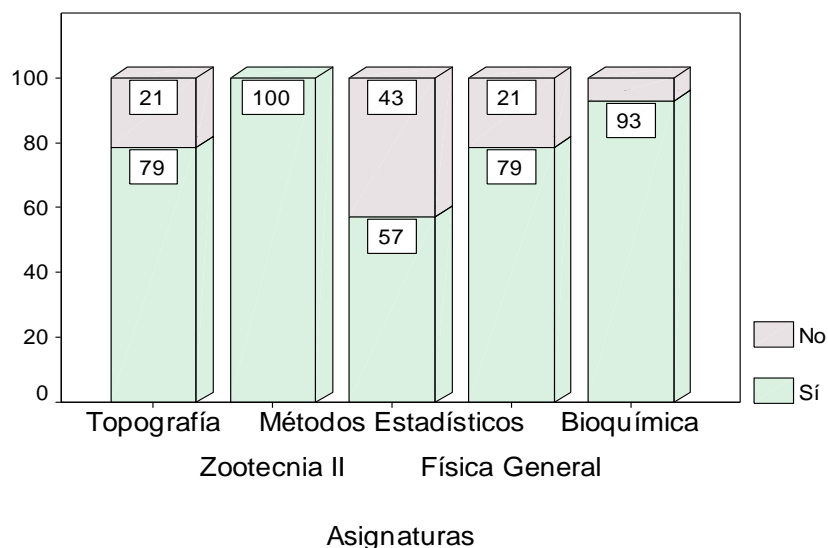 100
80
60
40
20
0
21
100
43
21
79
57
79
93
No
Sí
Topografía
Métodos Estadísticos
Bioquímica
Zootecnia II
Física General
Asignaturas